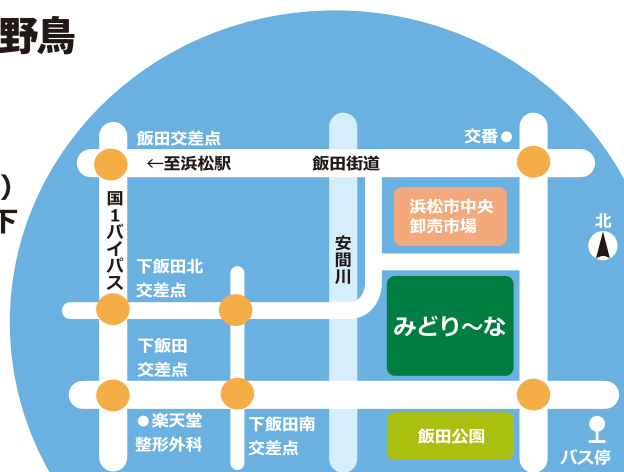 野鳥
）
下
飯田交差点
←至浜松駅
飯田街道
交番
国1バイパス
浜松市中央
卸売市場
北
安間川
下飯田北
交差点
みどり～な
下飯田
交差点
楽天堂
整形外科
下飯田南
交差点
飯田公園
バス停